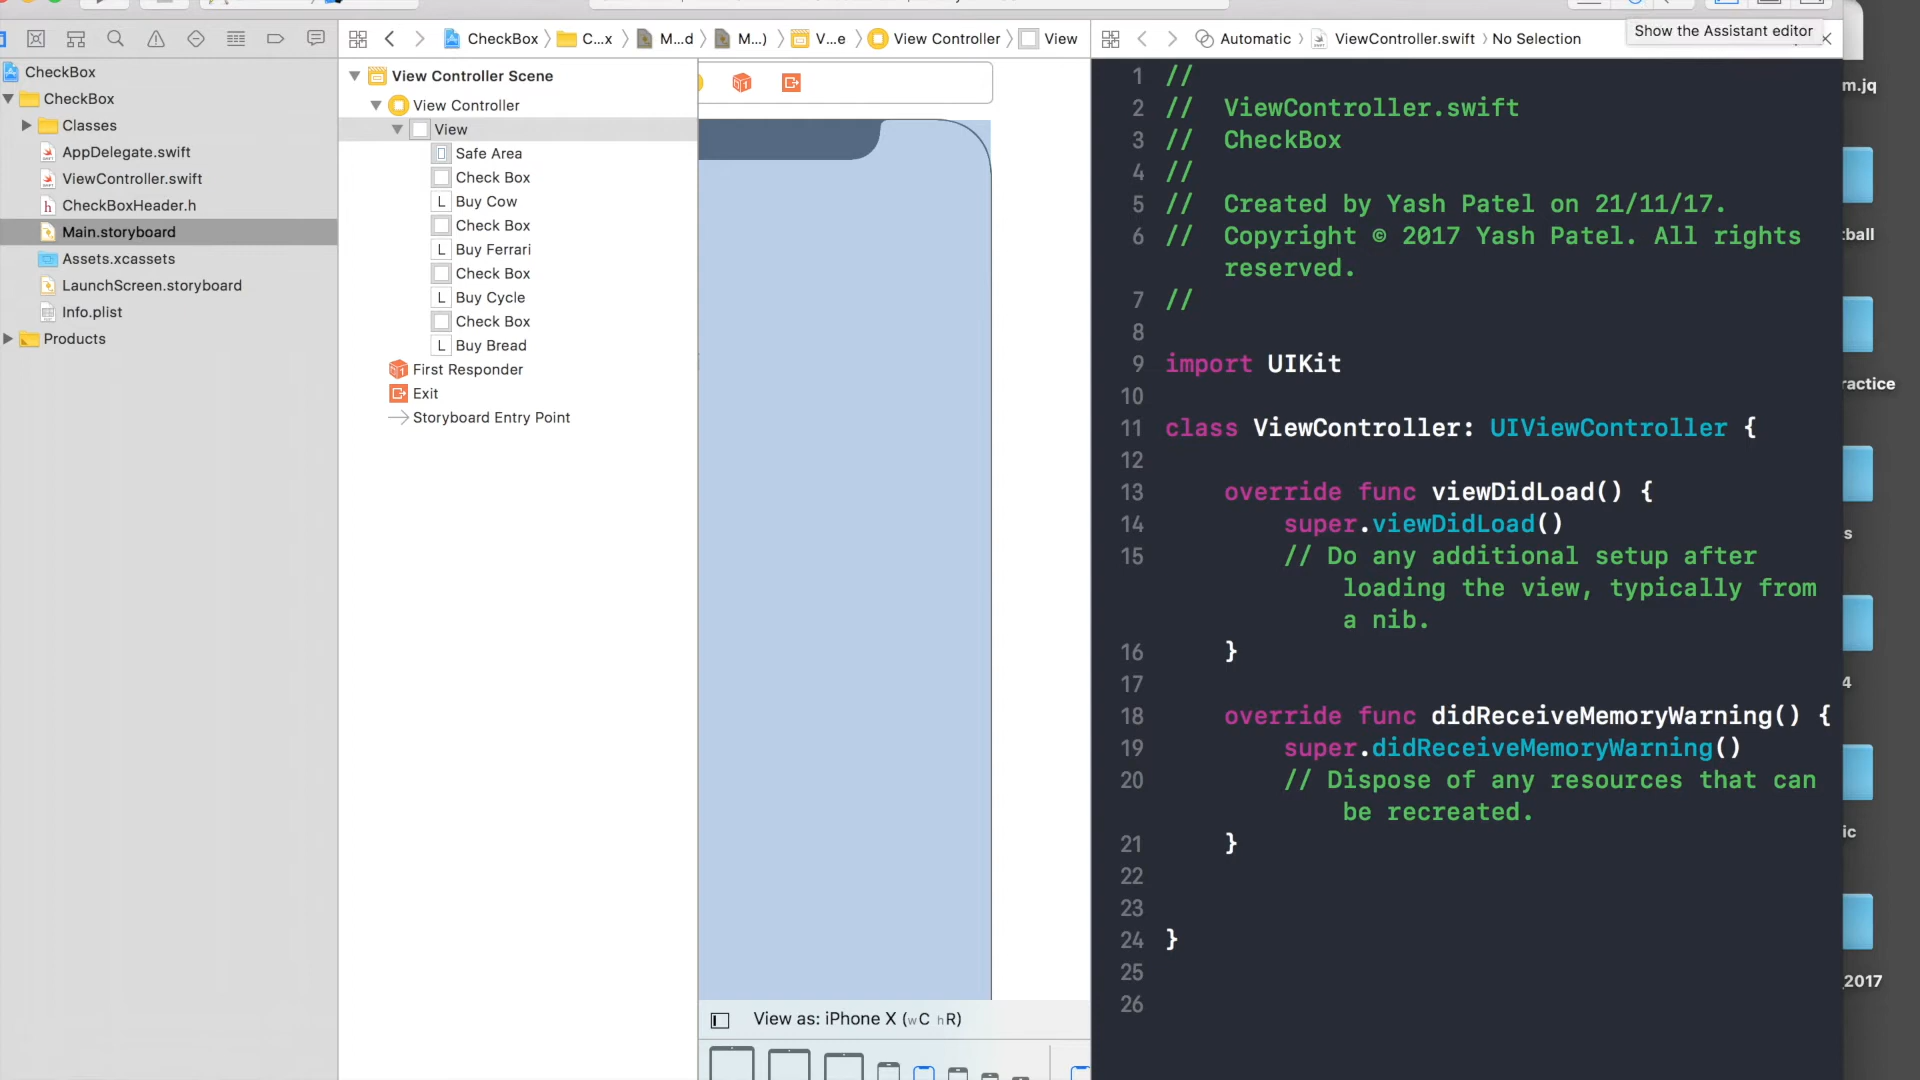 Show the Assistant editor
CheckBox
C...x
M...d
M...)
V...e
View Controller
View
Automatic
ViewController.swift
No Selection
CheckBox
CheckBox
Classes
AppDelegate.swift
ViewController.swift
CheckBoxHeader.h
Main.storyboard
Assets.xcassets
LaunchScreen.storyboard
Info.plist
Products
View Controller Scene
View Controller
View
Safe Area
Check Box
L Buy Cow
Check Box
L Buy Ferrari
Check Box
L Buy Cycle
Check Box
L Buy Bread
First Responder
Exit
Storyboard Entry Point
View as: iPhone X (wC hR)
1 //
2 //  ViewController.swift
3 //  CheckBox
4 //
5 //  Created by Yash Patel on 21/11/17.
6 //  Copyright © 2017 Yash Patel. All rights
reserved.
7 //
8
9 import UIKit
10
11 class ViewController: UIViewController {
12
13 override func viewDidLoad() {
14 super.viewDidLoad()
15 // Do any additional setup after
loading the view, typically from
a nib.
16 }
17
18 override func didReceiveMemoryWarning() {
19 super.didReceiveMemoryWarning()
20 // Dispose of any resources that can
be recreated.
21 }
22
23
24 }
25
26
m.jq
tball
ractice
s
4
ic
_2017